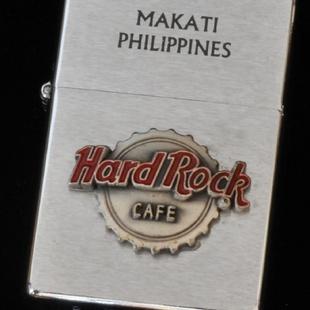 MAKATI
PHILIPPINES
Hard Rock
CAFE